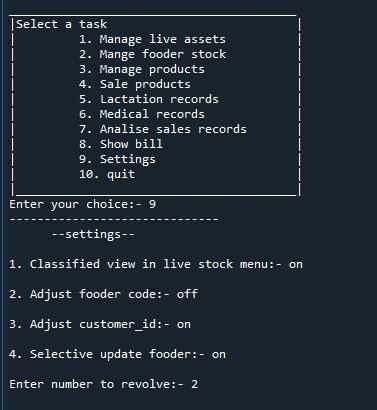 Select a task
1. Manage live assets
2. Mange fooder stock
3. Manage products
4. Sale products
5. Lactation records
6. Medical records
7. Analise sales records
8. Show bill
9. Settings
10. quit
Enter your choice:- 9
------------------------------
--settings--
1. Classified view in live stock menu:- on
2. Adjust fooder code:- off
3. Adjust customer_id:- on
4. Selective update fooder:- on
Enter number to revolve:- 2